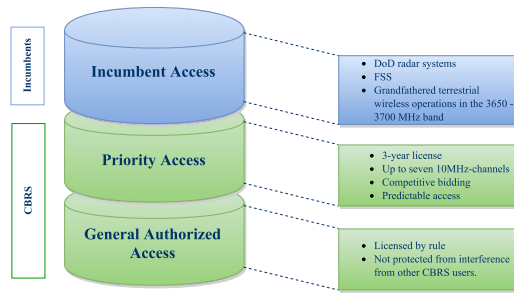 Incumbents
Incumbent Access
• DoD radar systems
• FSS
• Grandfathered terrestrial
wireless operations in the 3650 -
3700 MHz band
CBRS
Priority Access
• 3-year license
• Up to seven 10MHz-channels
• Competitive bidding
• Predictable access
General Authorized
Access
• Licensed by rule
• Not protected from interference
from other CBRS users.